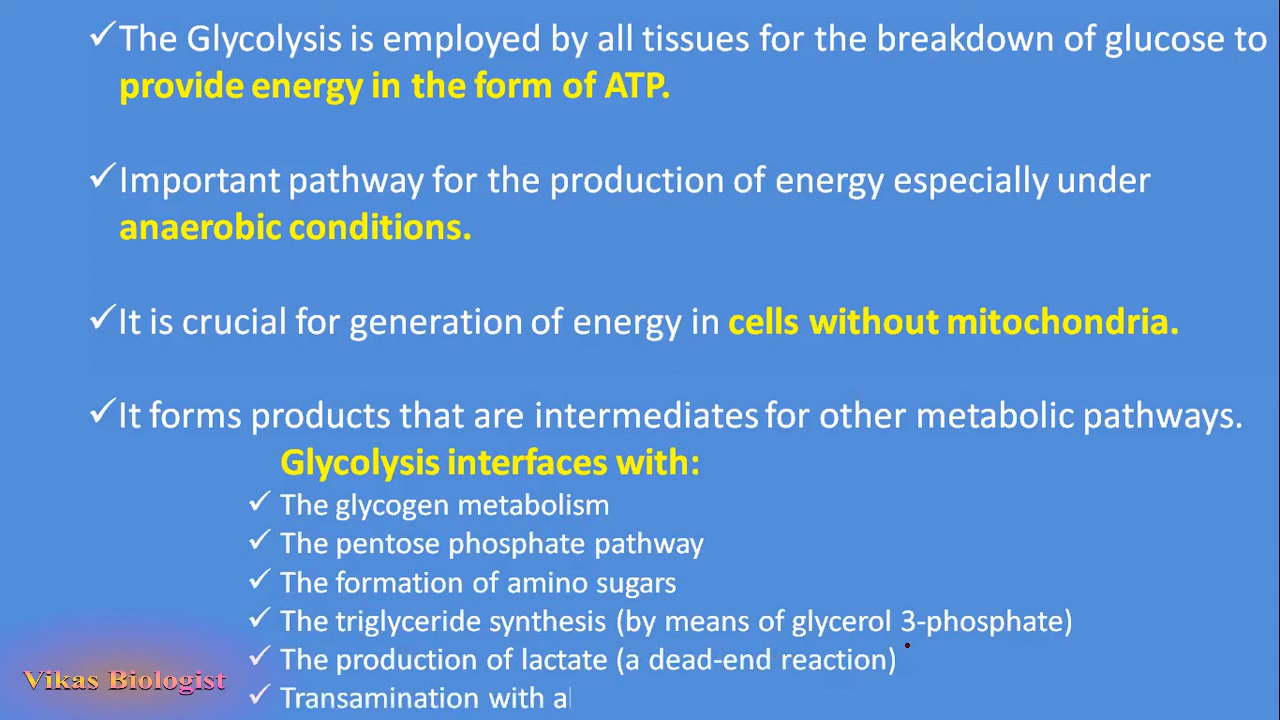 ✓The Glycolysis is employed by all tissues for the breakdown of glucose to
provide energy in the form of ATP.
✓Important pathway for the production of energy especially under
anaerobic conditions.
✓It is crucial for generation of energy in cells without mitochondria.
✓It forms products that are intermediates for other metabolic pathways.
Glycolysis interfaces with:
✓ The glycogen metabolism
✓ The pentose phosphate pathway
✓ The formation of amino sugars
✓ The triglyceride synthesis (by means of glycerol 3-phosphate)
✓ The production of lactate (a dead-end reaction)
✓ Transamination with a
Vikas Biologist